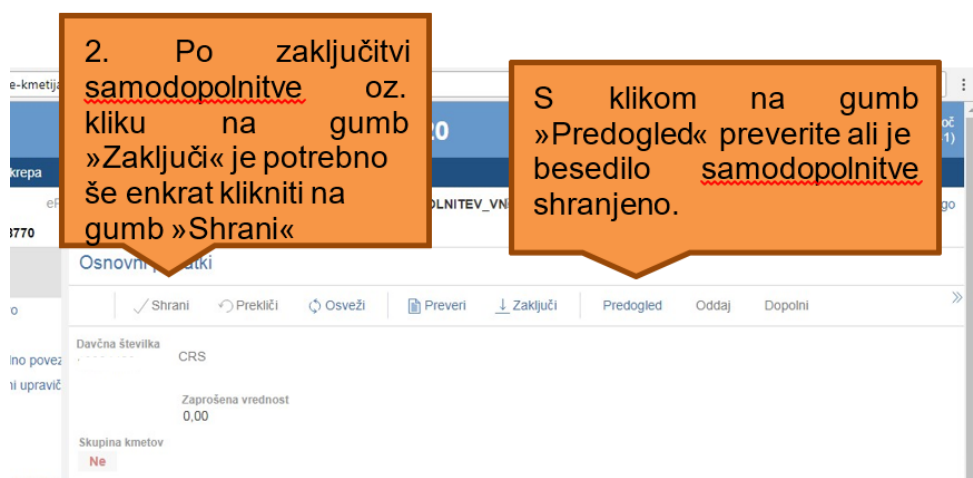 2. Po zaključitvi
samodopolnitve oz.
kliku na gumb
»Zaključi« je potrebno
še enkrat klikniti na
gumb »Shrani«
S klikom na gumb
»Predogled« preverite ali je
besedilo samodopolnitve
shranjeno.
e-kmetija
20
oč
1)
krepa
OLNITEV_VN
go
3770
Osnovni
Shrani Prekliči Osveži Preveri Zaključi Predogled Oddaj Dopolni
o
Davčna številka
CRS
lno povez
ni upravič
Zaprošena vrednost
0,00
Skupina kmetov
Ne